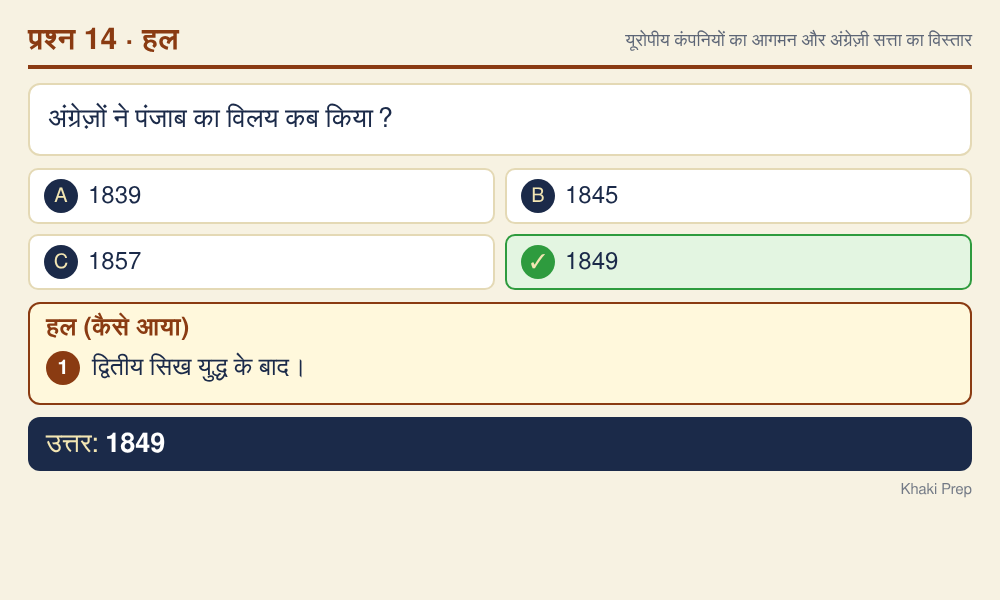 प्रश्न 14 · हल
यूरोपीय कंपनियों का आगमन और अंग्रेज़ी सत्ता का विस्तार
अंग्रेज़ों ने पंजाब का विलय कब किया ?
A 1839
B 1845
C 1857
✓ 1849
हल (कैसे आया)
1 द्वितीय सिख युद्ध के बाद।
उत्तर: 1849
Khaki Prep